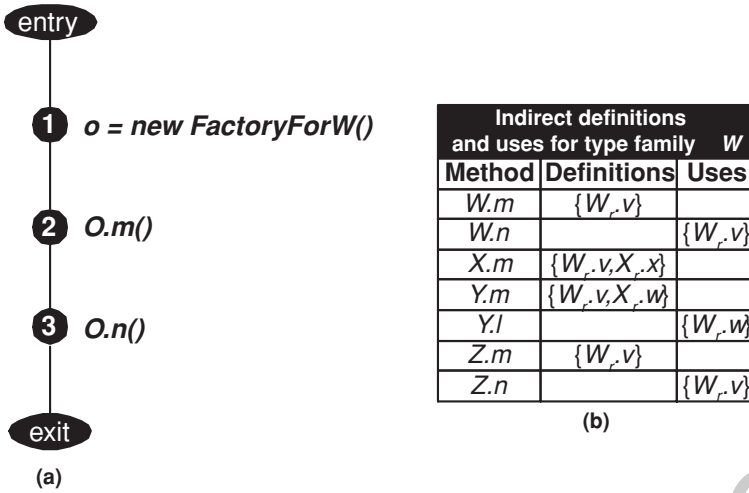 entry
1 o = new FactoryForW()
2 O.m()
3 O.n()
exit
(a)
Indirect definitions
and uses for type family W
Method Definitions Uses
W.m {W_r.v}
W.n {W_r.v}
X.m {W_r.v,X_r.x}
Y.m {W_r.v,X_r.w}
Y.l {W_r.w}
Z.m {W_r.v}
Z.n {W_r.v}
(b)